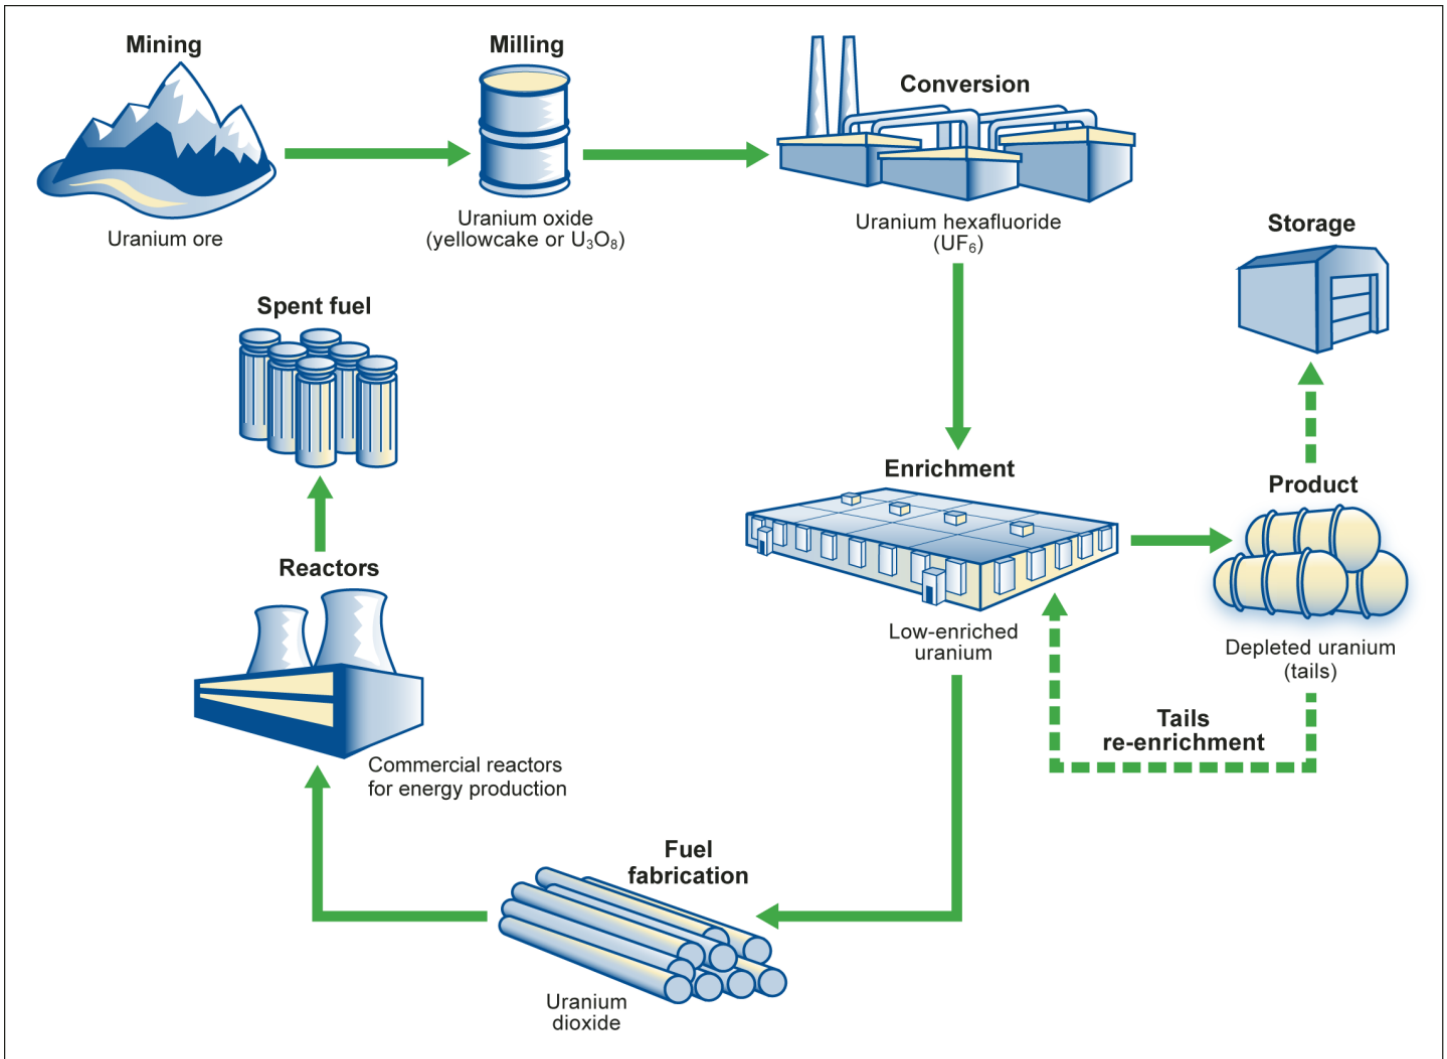 Mining
Uranium ore
Milling
Uranium oxide
(yellowcake or U₃O₈)
Conversion
Uranium hexafluoride
(UF₆)
Storage
Spent fuel
Enrichment
Low-enriched
uranium
Product
Depleted uranium
(tails)
Tails
re-enrichment
Reactors
Commercial reactors
for energy production
Fuel
fabrication
Uranium
dioxide